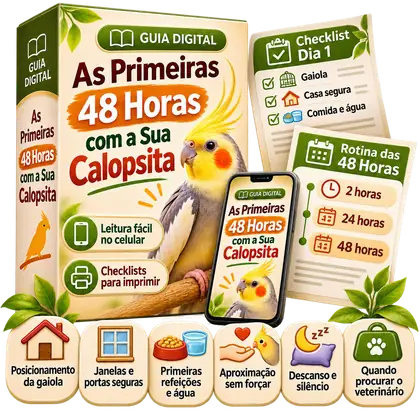 GUIA DIGITAL
As Primeiras
48 Horas
com a Sua
Calopsita
Leitura fácil
no celular
Checklists
para imprimir
GUIA
DIGITAL
As
Primeiras
48 Horas
com a Sua
Calopsita
Checklist
Dia 1
Gaiola
Casa segura
Comida e água
Rotina das
48 Horas
2 horas
24 horas
48 horas
GUIA DIGITAL
As Primeiras
48 Horas
com a Sua
Calopsita
Posicionamento
da gaiola
Janelas e
portas seguras
Primeiras
refeições
e água
Aproximação
sem forçar
zzz
Descanso e
silêncio
Quando
procurar o
veterinário